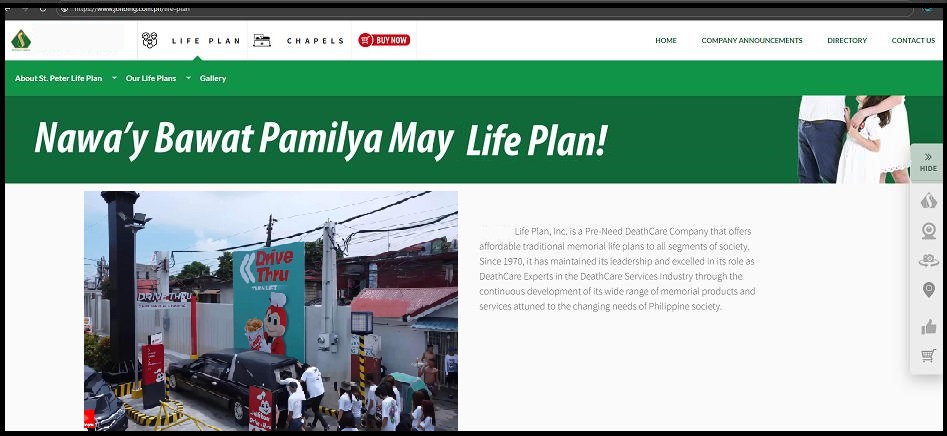 https://www.jollibing.com.ph/life-plan
LIFE PLAN
CHAPELS
BUY NOW
HOME
COMPANY ANNOUNCEMENTS
DIRECTORY
CONTACT US
About St. Peter Life Plan
Our Life Plans
Gallery
Nawa'y Bawat Pamilya May Life Plan!
HIDE
Drive
Thru
DRIVE THRU
Life Plan, Inc. is a Pre-Need DeathCare Company that offers
affordable traditional memorial life plans to all segments of society.
Since 1970, it has maintained its leadership and excelled in its role as
DeathCare Experts in the DeathCare Services Industry through the
continuous development of its wide range of memorial products and
services attuned to the changing needs of Philippine society.